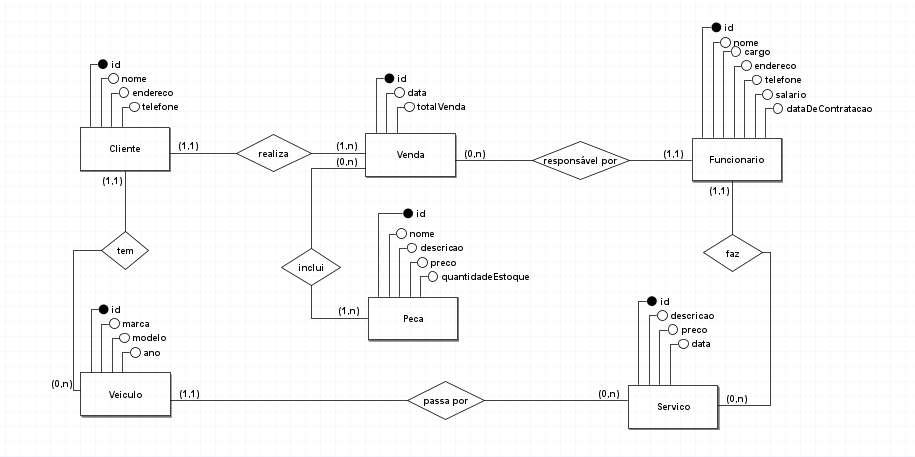 id
nome
endereco
telefone
Cliente
(1,1)
realiza
(1,n)
id
data
totalVenda
Venda
(0,n)
(0,n)
responsável por
(1,1)
id
nome
cargo
endereco
telefone
salario
dataDeContratacao
Funcionario
(1,1)
(1,1)
tem
inclui
id
nome
descricao
preco
quantidadeEstoque
(1,n)
Peca
faz
id
marca
modelo
ano
(0,n)
Veiculo
(1,1)
passa por
(0,n)
id
descricao
preco
data
Servico
(0,n)